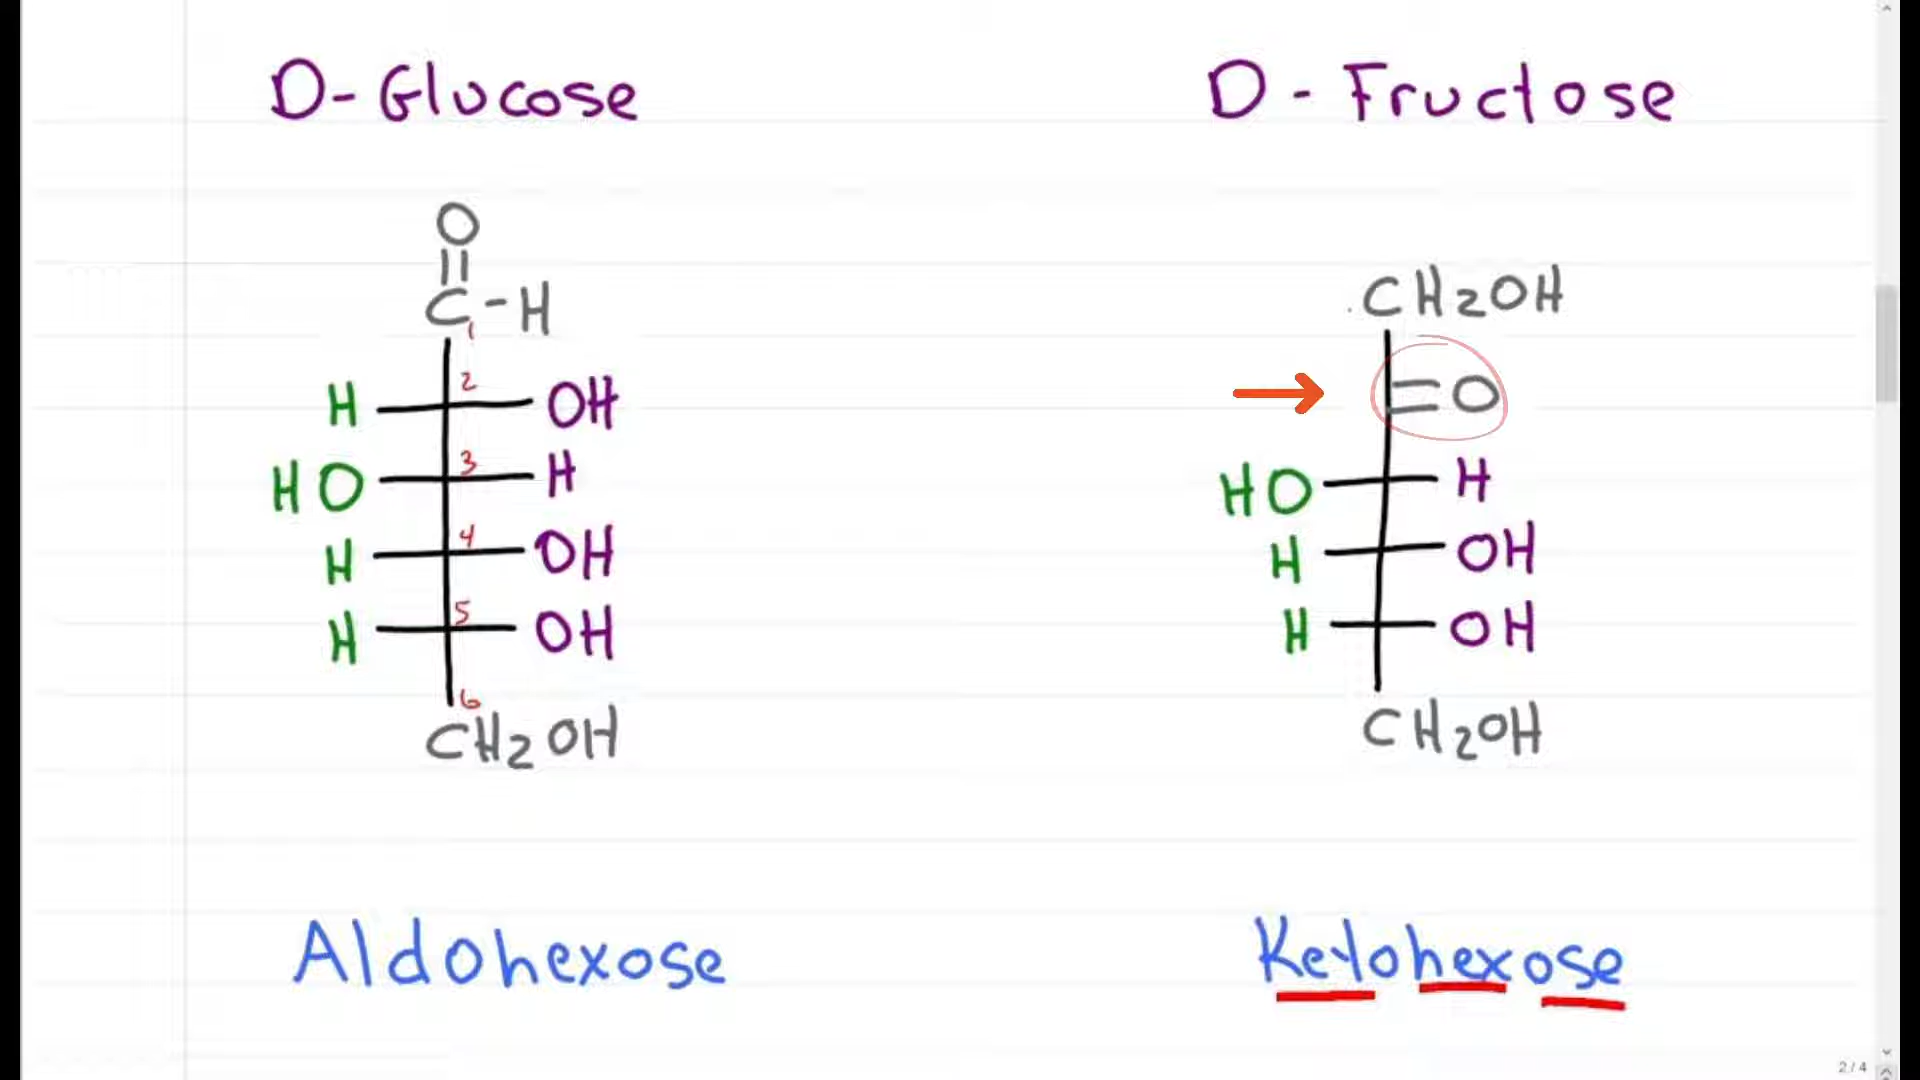 D-Glucose
D-Fructose
O
C-H
1
2
H OH
3
HO H
4
H OH
5
H OH
6
CH2OH
CH2OH
=O
HO H
H OH
H OH
CH2OH
Aldohexose
Ketohexose
2/4